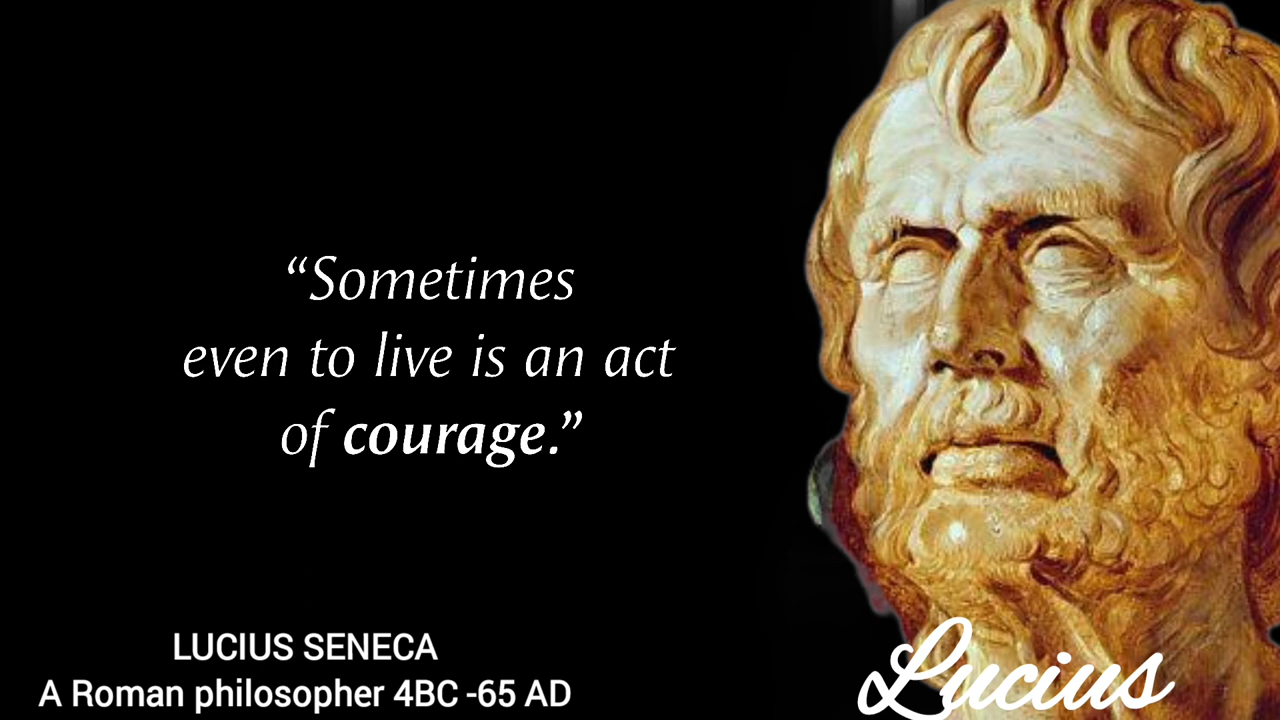 “Sometimes
even to live is an act
of courage.”
LUCIUS SENECA
A Roman philosopher 4BC -65 AD
Lucius